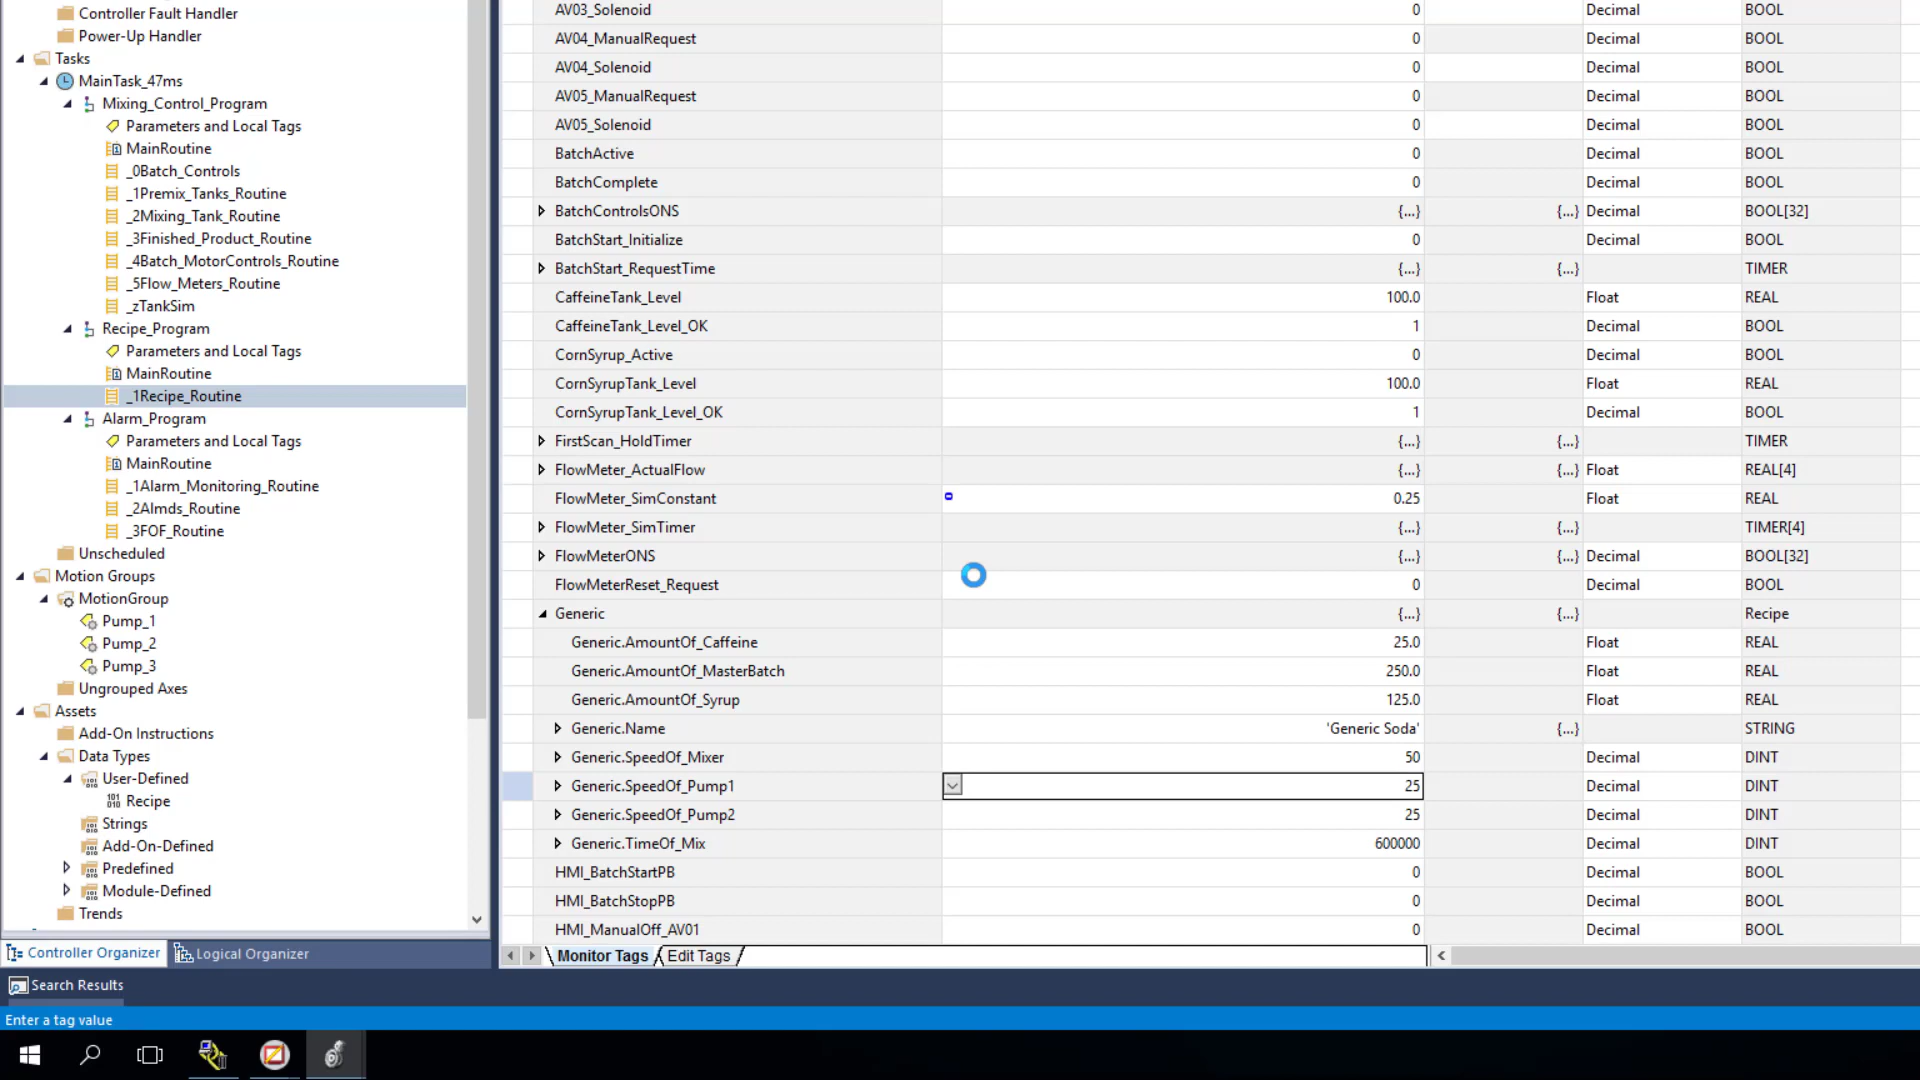 Controller Fault Handler
Power-Up Handler
Tasks
MainTask_47ms
Mixing_Control_Program
Parameters and Local Tags
MainRoutine
_0Batch_Controls
_1Premix_Tanks_Routine
_2Mixing_Tank_Routine
_3Finished_Product_Routine
_4Batch_MotorControls_Routine
_5Flow_Meters_Routine
_zTankSim
Recipe_Program
Parameters and Local Tags
MainRoutine
_1Recipe_Routine
Alarm_Program
Parameters and Local Tags
MainRoutine
_1Alarm_Monitoring_Routine
_2Almds_Routine
_3FOF_Routine
Unscheduled
Motion Groups
MotionGroup
Pump_1
Pump_2
Pump_3
Ungrouped Axes
Assets
Add-On Instructions
Data Types
User-Defined
Recipe
Strings
Add-On-Defined
Predefined
Module-Defined
Trends
Controller Organizer Logical Organizer
AV03_Solenoid 0 Decimal BOOL
AV04_ManualRequest 0 Decimal BOOL
AV04_Solenoid 0 Decimal BOOL
AV05_ManualRequest 0 Decimal BOOL
AV05_Solenoid 0 Decimal BOOL
BatchActive 0 Decimal BOOL
BatchComplete 0 Decimal BOOL
BatchControlsONS {...} {...} Decimal BOOL[32]
BatchStart_Initialize 0 Decimal BOOL
BatchStart_RequestTime {...} {...} TIMER
CaffeineTank_Level 100.0 Float REAL
CaffeineTank_Level_OK 1 Decimal BOOL
CornSyrup_Active 0 Decimal BOOL
CornSyrupTank_Level 100.0 Float REAL
CornSyrupTank_Level_OK 1 Decimal BOOL
FirstScan_HoldTimer {...} {...} TIMER
FlowMeter_ActualFlow {...} {...} Float REAL[4]
FlowMeter_SimConstant 0.25 Float REAL
FlowMeter_SimTimer {...} {...} TIMER[4]
FlowMeterONS {...} {...} Decimal BOOL[32]
FlowMeterReset_Request 0 Decimal BOOL
Generic {...} {...} Recipe
Generic.AmountOf_Caffeine 25.0 Float REAL
Generic.AmountOf_MasterBatch 250.0 Float REAL
Generic.AmountOf_Syrup 125.0 Float REAL
Generic.Name 'Generic Soda' {...} STRING
Generic.SpeedOf_Mixer 50 Decimal DINT
Generic.SpeedOf_Pump1 25 Decimal DINT
Generic.SpeedOf_Pump2 25 Decimal DINT
Generic.TimeOf_Mix 600000 Decimal DINT
HMI_BatchStartPB 0 Decimal BOOL
HMI_BatchStopPB 0 Decimal BOOL
HMI_ManualOff_AV01 0 Decimal BOOL
Monitor Tags Edit Tags
Search Results
Enter a tag value